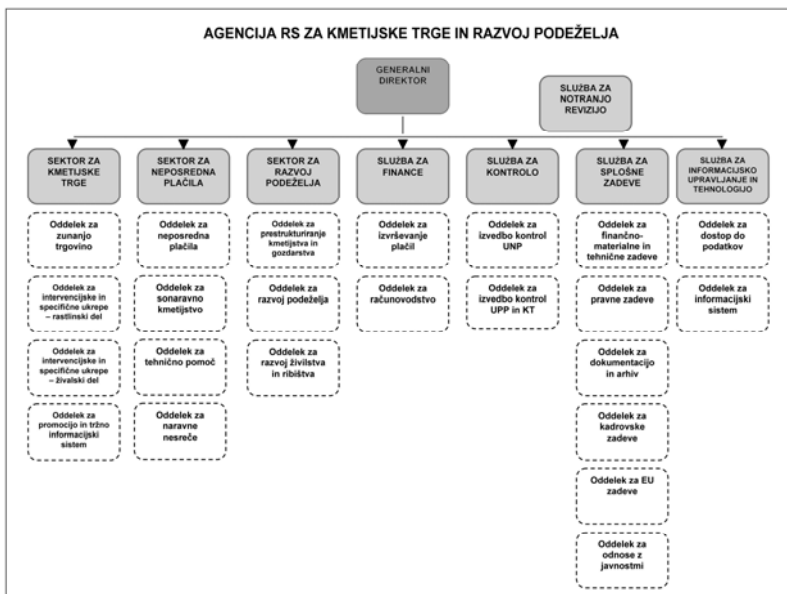 AGENCIJA RS ZA KMETIJSKE TRGE IN RAZVOJ PODEŽELJA
GENERALNI
DIREKTOR
SLUŽBA ZA
NOTRANJO
REVIZIJO
SEKTOR ZA
KMETIJSKE
TRGE
Oddelek za
zunanjo
trgovino
Oddelek za
intervencijske in
specifične ukrepe
– rastlinski del
Oddelek za
intervencijske in
specifične ukrepe
– živalski del
Oddelek za
promocijo in tržno
informacijski
sistem
SEKTOR ZA
NEPOSREDNA
PLAČILA
Oddelek za
neposredna
plačila
Oddelek za
sonaravno
kmetijstvo
Oddelek za
tehnično pomoč
Oddelek za
naravne
nesreče
SEKTOR ZA
RAZVOJ
PODEŽELJA
Oddelek za
prestrukturiranje
kmetijstva in
gozdarstva
Oddelek za
razvoj podeželja
Oddelek za
razvoj živilstva
in ribištva
SLUŽBA ZA
FINANCE
Oddelek za
izvrševanje
plačil
Oddelek za
računovodstvo
SLUŽBA ZA
KONTROLO
Oddelek za
izvedbo kontrol
UNP
Oddelek za
izvedbo kontrol
UPP in KT
SLUŽBA ZA
SPLOŠNE
ZADEVE
Oddelek za
finančno-
materialne in
tehnične zadeve
Oddelek za
pravne zadeve
Oddelek za
dokumentacijo
in arhiv
Oddelek za
kadrovske
zadeve
Oddelek za EU
zadeve
Oddelek za
odnose z
javnostmi
SLUŽBA ZA
INFORMACIJSKO
UPRAVLJANJE IN
TEHNOLOGIJO
Oddelek za
dostop do
podatkov
Oddelek za
informacijski
sistem